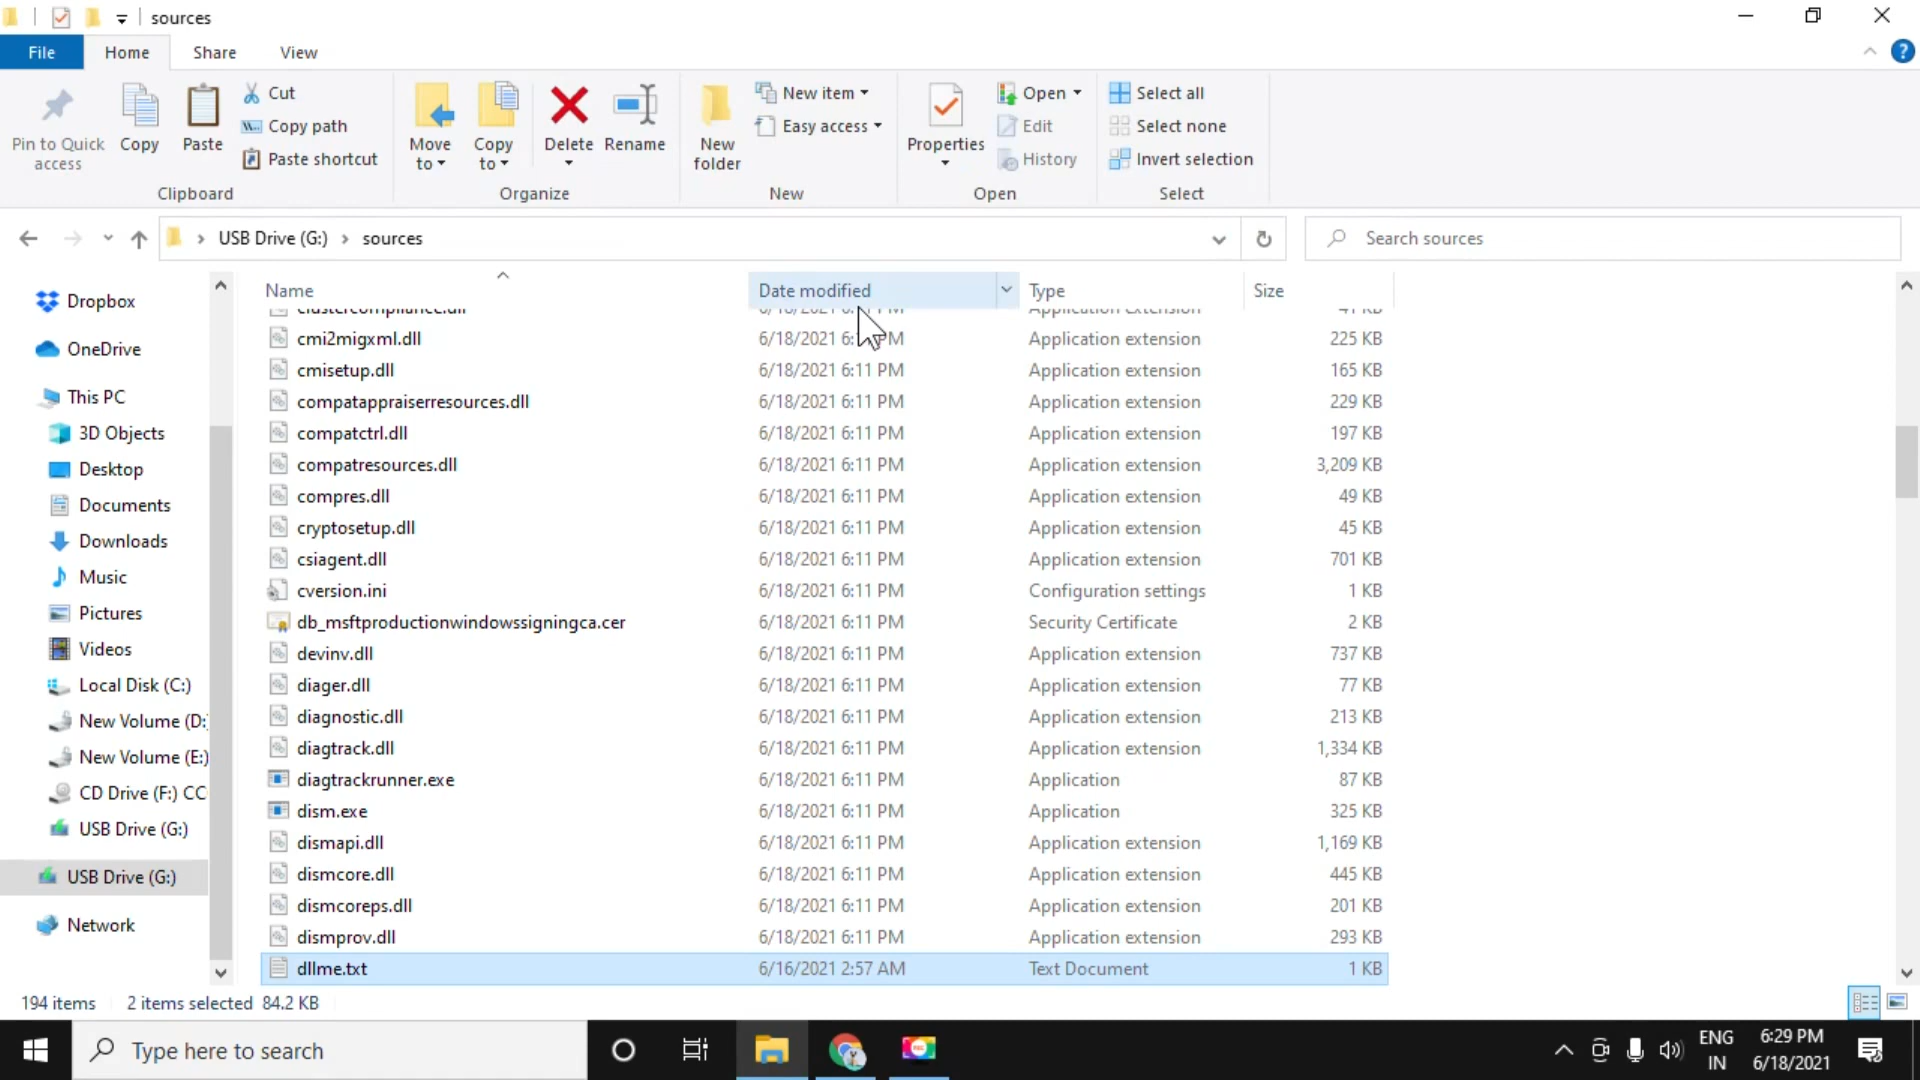 sources
File Home Share View
Pin to Quick access
Copy
Paste
Cut
Copy path
Paste shortcut
Clipboard
Move to
Copy to
Delete
Rename
Organize
New folder
New item
Easy access
New
Properties
Open
Edit
History
Open
Select all
Select none
Invert selection
Select
USB Drive (G:) › sources
Search sources
Dropbox
OneDrive
This PC
3D Objects
Desktop
Documents
Downloads
Music
Pictures
Videos
Local Disk (C:)
New Volume (D:
New Volume (E:)
CD Drive (F:) CC
USB Drive (G:)
USB Drive (G:)
Network
Name Date modified Type Size
cmi2migxml.dll 6/18/2021 6: PM Application extension 225 KB
cmisetup.dll 6/18/2021 6:11 PM Application extension 165 KB
compatappraiserresources.dll 6/18/2021 6:11 PM Application extension 229 KB
compatctrl.dll 6/18/2021 6:11 PM Application extension 197 KB
compatresources.dll 6/18/2021 6:11 PM Application extension 3,209 KB
compres.dll 6/18/2021 6:11 PM Application extension 49 KB
cryptosetup.dll 6/18/2021 6:11 PM Application extension 45 KB
csiagent.dll 6/18/2021 6:11 PM Application extension 701 KB
cversion.ini 6/18/2021 6:11 PM Configuration settings 1 KB
db_msftproductionwindowssigningca.cer 6/18/2021 6:11 PM Security Certificate 2 KB
devinv.dll 6/18/2021 6:11 PM Application extension 737 KB
diager.dll 6/18/2021 6:11 PM Application extension 77 KB
diagnostic.dll 6/18/2021 6:11 PM Application extension 213 KB
diagtrack.dll 6/18/2021 6:11 PM Application extension 1,334 KB
diagtrackrunner.exe 6/18/2021 6:11 PM Application 87 KB
dism.exe 6/18/2021 6:11 PM Application 325 KB
dismapi.dll 6/18/2021 6:11 PM Application extension 1,169 KB
dismcore.dll 6/18/2021 6:11 PM Application extension 445 KB
dismcoreps.dll 6/18/2021 6:11 PM Application extension 201 KB
dismprov.dll 6/18/2021 6:11 PM Application extension 293 KB
dllme.txt 6/16/2021 2:57 AM Text Document 1 KB
194 items 2 items selected 84.2 KB
Type here to search
ENG
IN
6:29 PM
6/18/2021